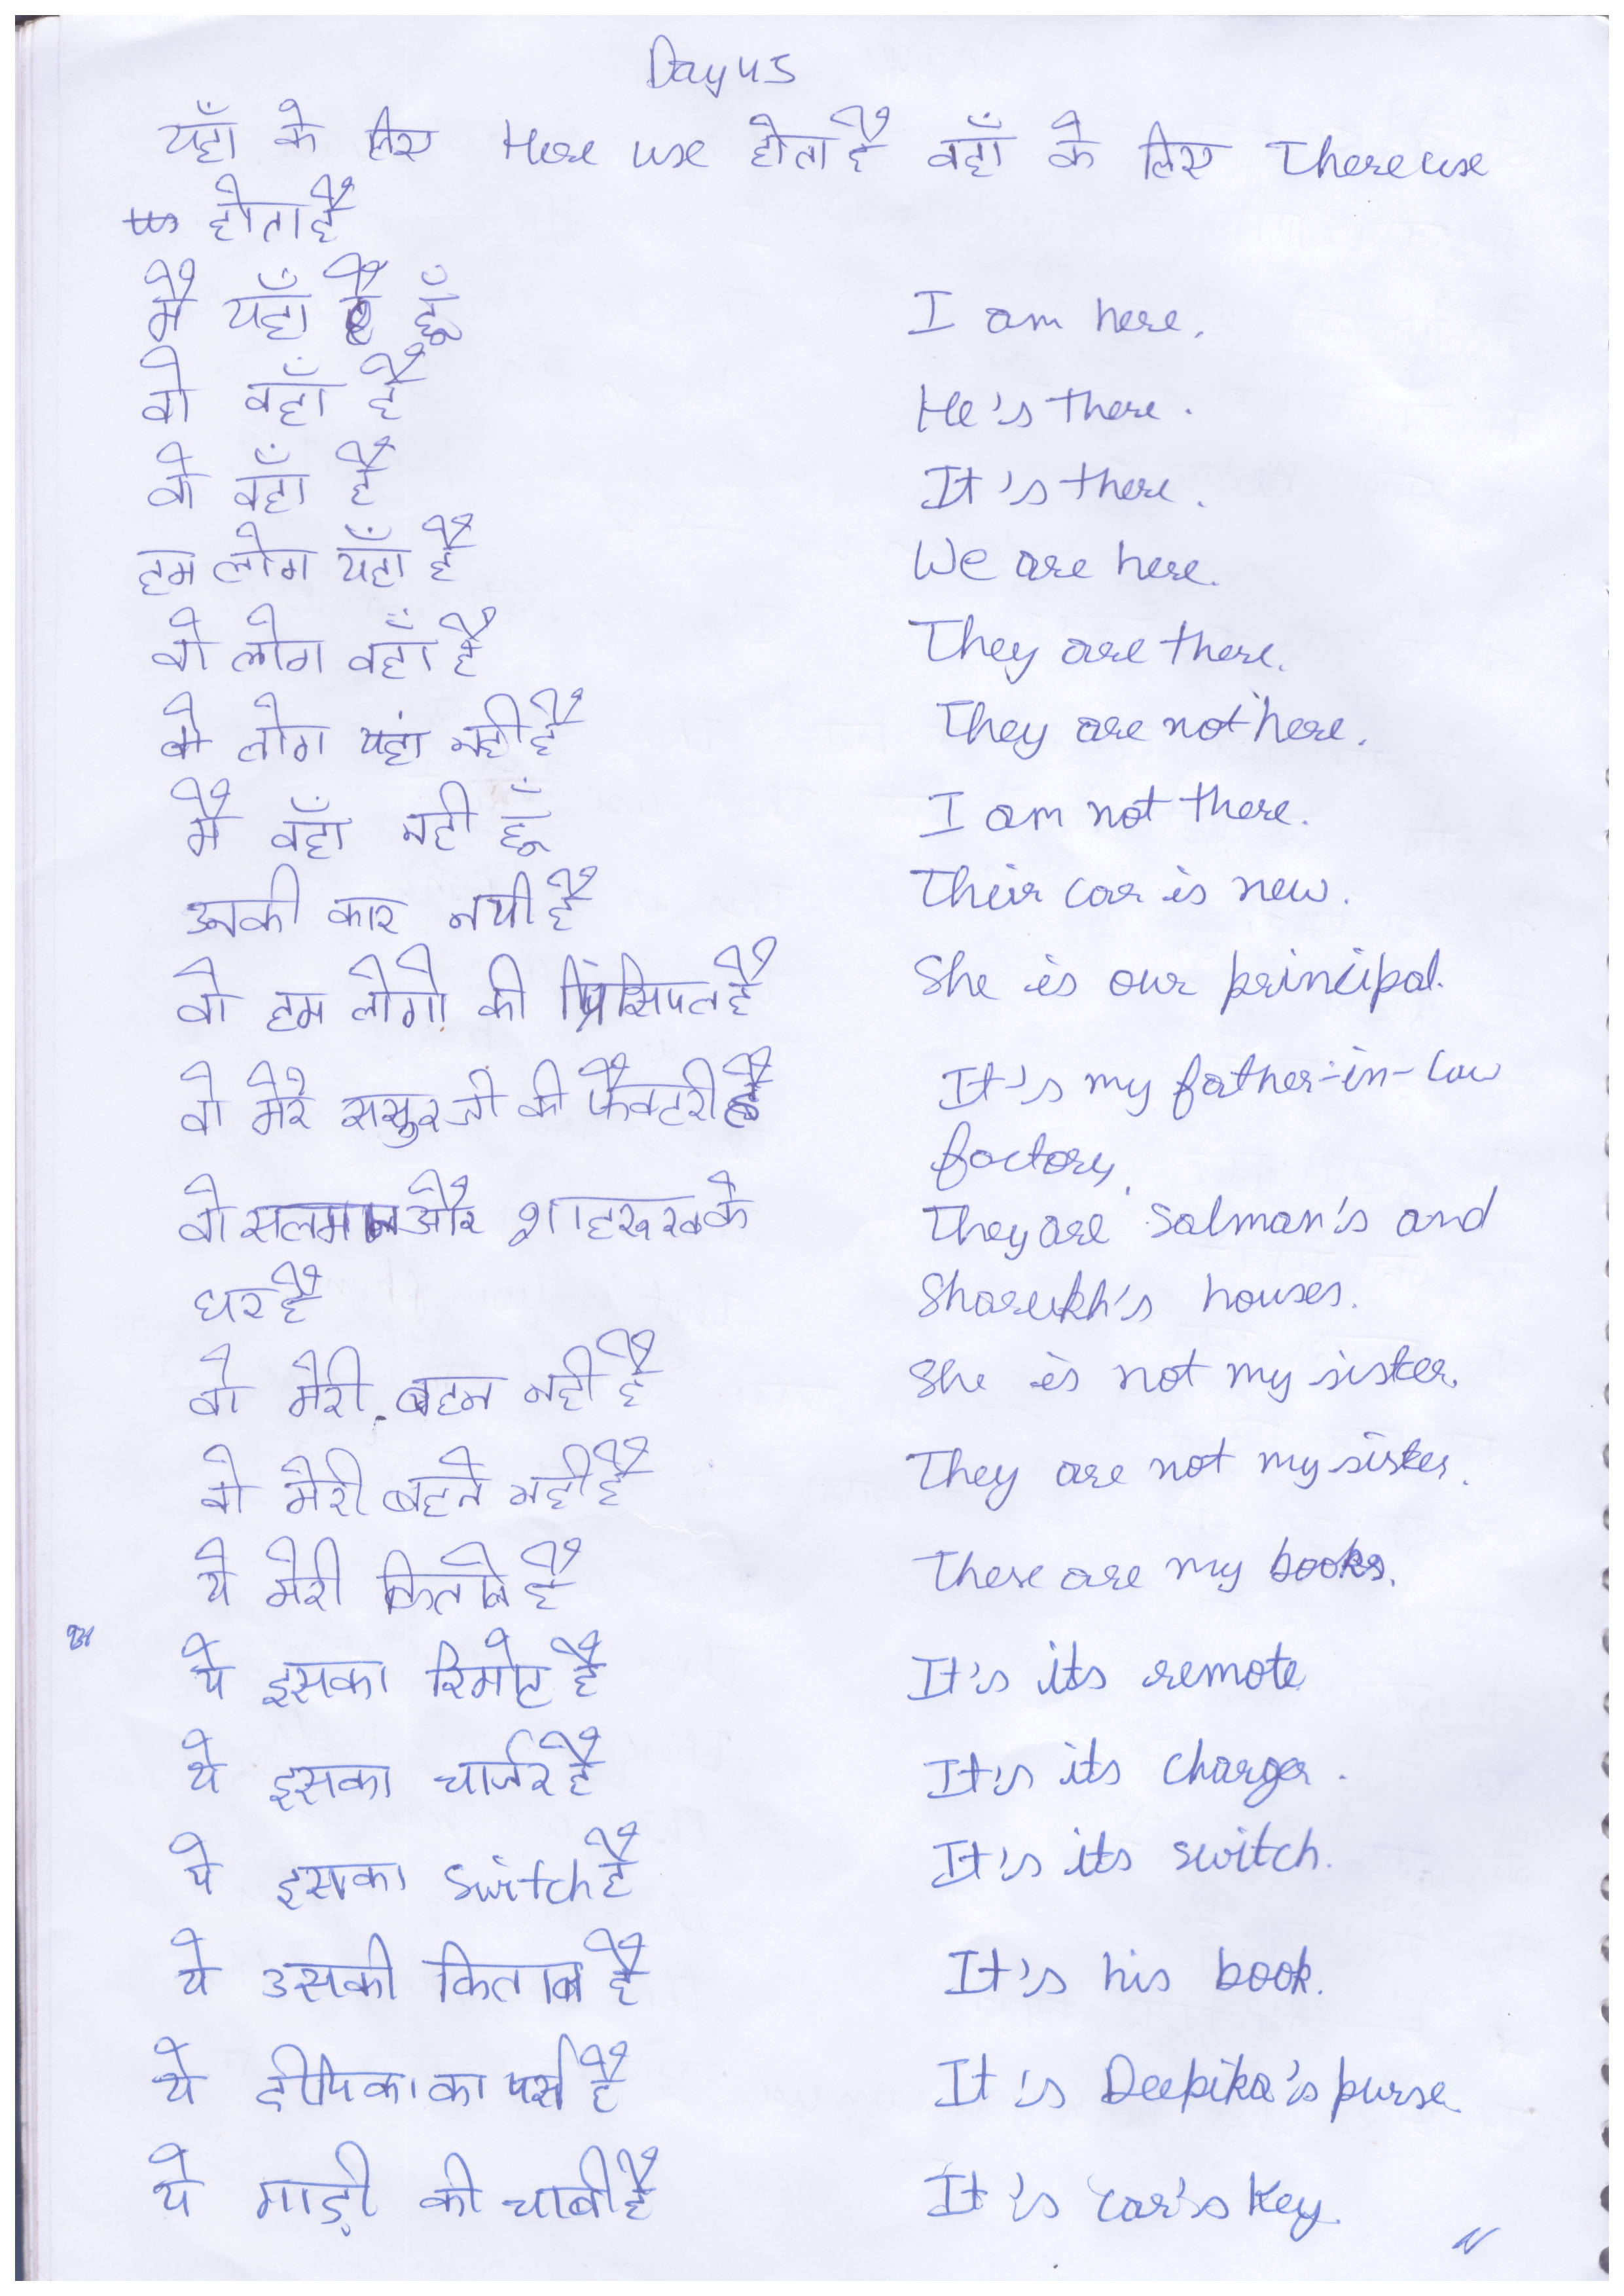 Day 45
यहाँ के लिए Here use होता है वहाँ के लिए There use
होता है
मै यहाँ हूँ I am here.
वो वहाँ है He's there.
वो वहाँ है It's there.
हम लोग यहाँ है We are here.
वो लोग वहाँ है They are there.
वो लोग यहां नही है They are not here.
मै वहाँ नही हूँ I am not there.
उनकी कार नयी है Their car is new.
वो हम लोगो की प्रिंसिपल है She is our principal.
वो मेरे ससुर जी की फैक्टरी है It's my father-in-law
factory.
वो सलमान और शाहरूख के They are Salman's and
घर है Sharukh's houses.
वो मेरी बहन नही है She is not my sister.
वो मेरी बहने नही है They are not my sister.
ये मेरी किताबे है These are my books.
ये इसका रिमोट है It's its remote
ये इसका चार्जर है It's its charger.
ये इसका switch है It's its switch.
ये उसकी किताब है It's his book.
ये दीपिका का पर्स है It's Deepika's purse.
ये गाड़ी की चाबी है It's car's key.